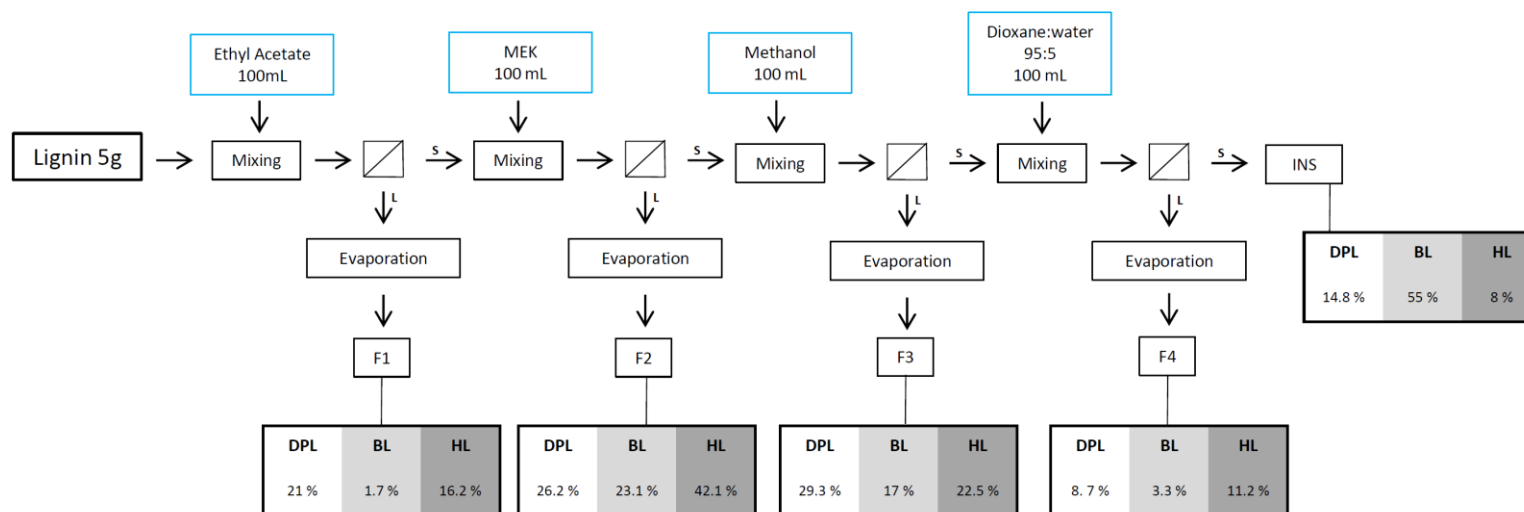 Ethyl Acetate
100mL
MEK
100 mL
Methanol
100 mL
Dioxane:water
95:5
100 mL
Lignin 5g
Mixing
S
Mixing
S
Mixing
S
Mixing
S
INS
L
L
L
L
Evaporation
Evaporation
Evaporation
Evaporation
DPL BL HL
14.8 % 55 % 8 %
F1
F2
F3
F4
DPL BL HL
21 % 1.7 % 16.2 %
DPL BL HL
26.2 % 23.1 % 42.1 %
DPL BL HL
29.3 % 17 % 22.5 %
DPL BL HL
8. 7 % 3.3 % 11.2 %